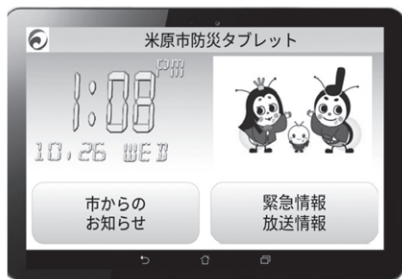 米原市防災タブレット
pm
1:08
10,26 WED
市からの
お知らせ
緊急情報
放送情報